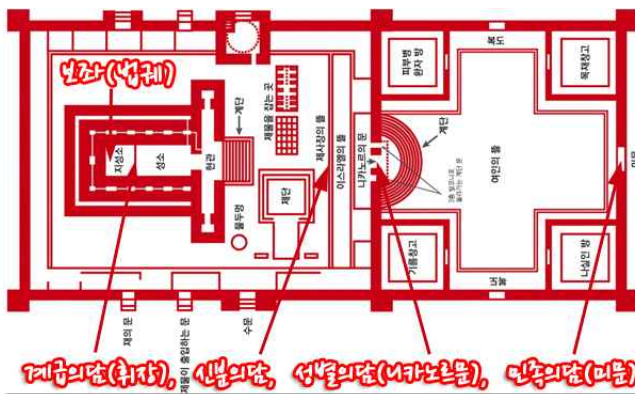 보좌(법궤)
지성소
성소
현관
계단
제물을 잡는 곳
물두멍
제단
제사장의 뜰
이스라엘의 뜰
니카노르의 문
계단
피부병
환자 방
복도
목재창고
여인의 뜰
미문
기름창고
나실인 방
재의 문
제물이 출입하는 문
수문
계급의담(휘장), 신분의담, 성별의담(니카노르문), 민족의담(미문)